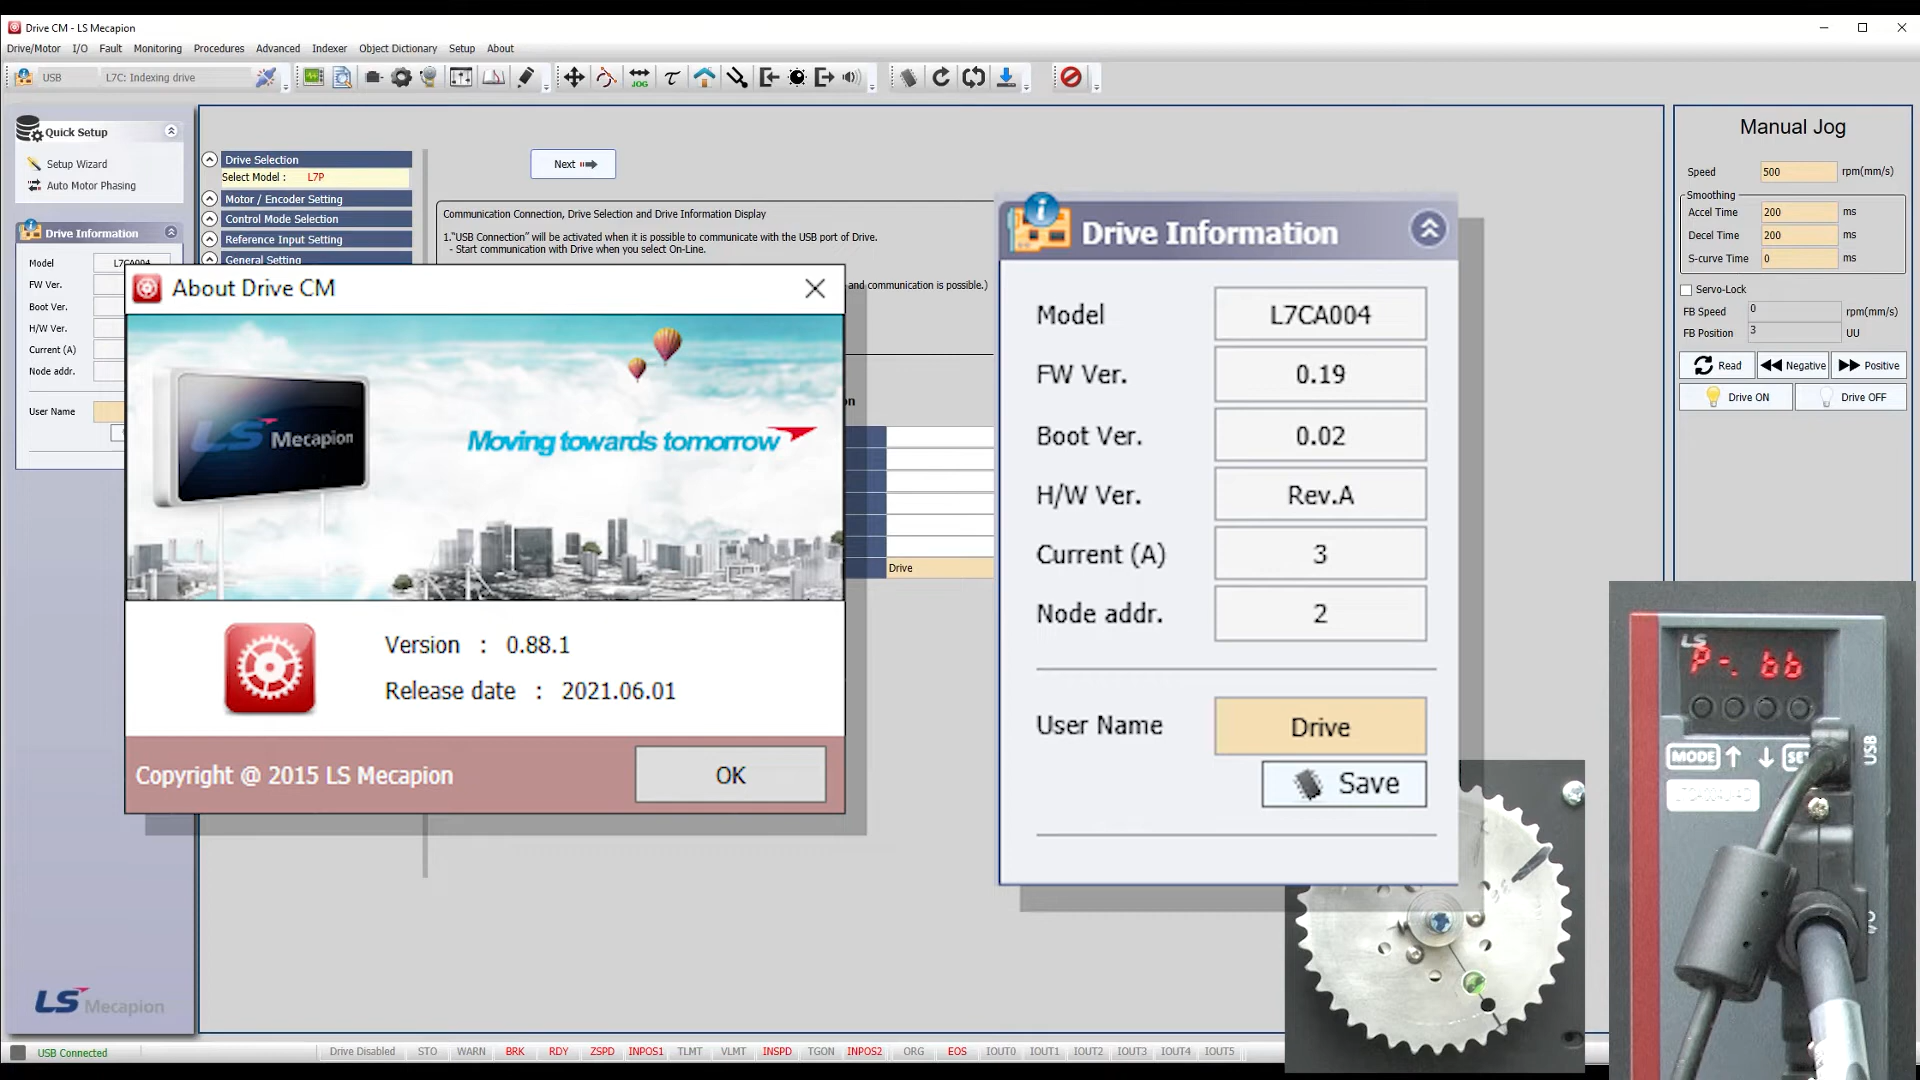 Drive CM - LS Mecapion
Drive/Motor I/O Fault Monitoring Procedures Advanced Indexer Object Dictionary Setup About
USB L7C: Indexing drive
JOG
Quick Setup
Setup Wizard
Auto Motor Phasing
Drive Information
Model L7CA004
FW Ver.
Boot Ver.
H/W Ver.
Current (A)
Node addr.
User Name
Drive Selection
Select Model : L7P
Motor / Encoder Setting
Control Mode Selection
Reference Input Setting
General Setting
Next
Communication Connection, Drive Selection and Drive Information Display
1."USB Connection" will be activated when it is possible to communicate with the USB port of Drive.
- Start communication with Drive when you select On-Line.
and communication is possible.)
on
Drive
About Drive CM
LS Mecapion
Moving towards tomorrow
Version : 0.88.1
Release date : 2021.06.01
Copyright @ 2015 LS Mecapion
OK
Drive Information
Model L7CA004
FW Ver. 0.19
Boot Ver. 0.02
H/W Ver. Rev.A
Current (A) 3
Node addr. 2
User Name Drive
Save
Manual Jog
Speed 500 rpm(mm/s)
Smoothing
Accel Time 200 ms
Decel Time 200 ms
S-curve Time 0 ms
Servo-Lock
FB Speed 0 rpm(mm/s)
FB Position 3 UU
Read Negative Positive
Drive ON Drive OFF
LS
P-. bb
MODE
USB
LS Mecapion
USB Connected Drive Disabled STO WARN BRK RDY ZSPD INPOS1 TLMT VLMT INSPD TGON INPOS2 ORG EOS IOUT0 IOUT1 IOUT2 IOUT3 IOUT4 IOUT5